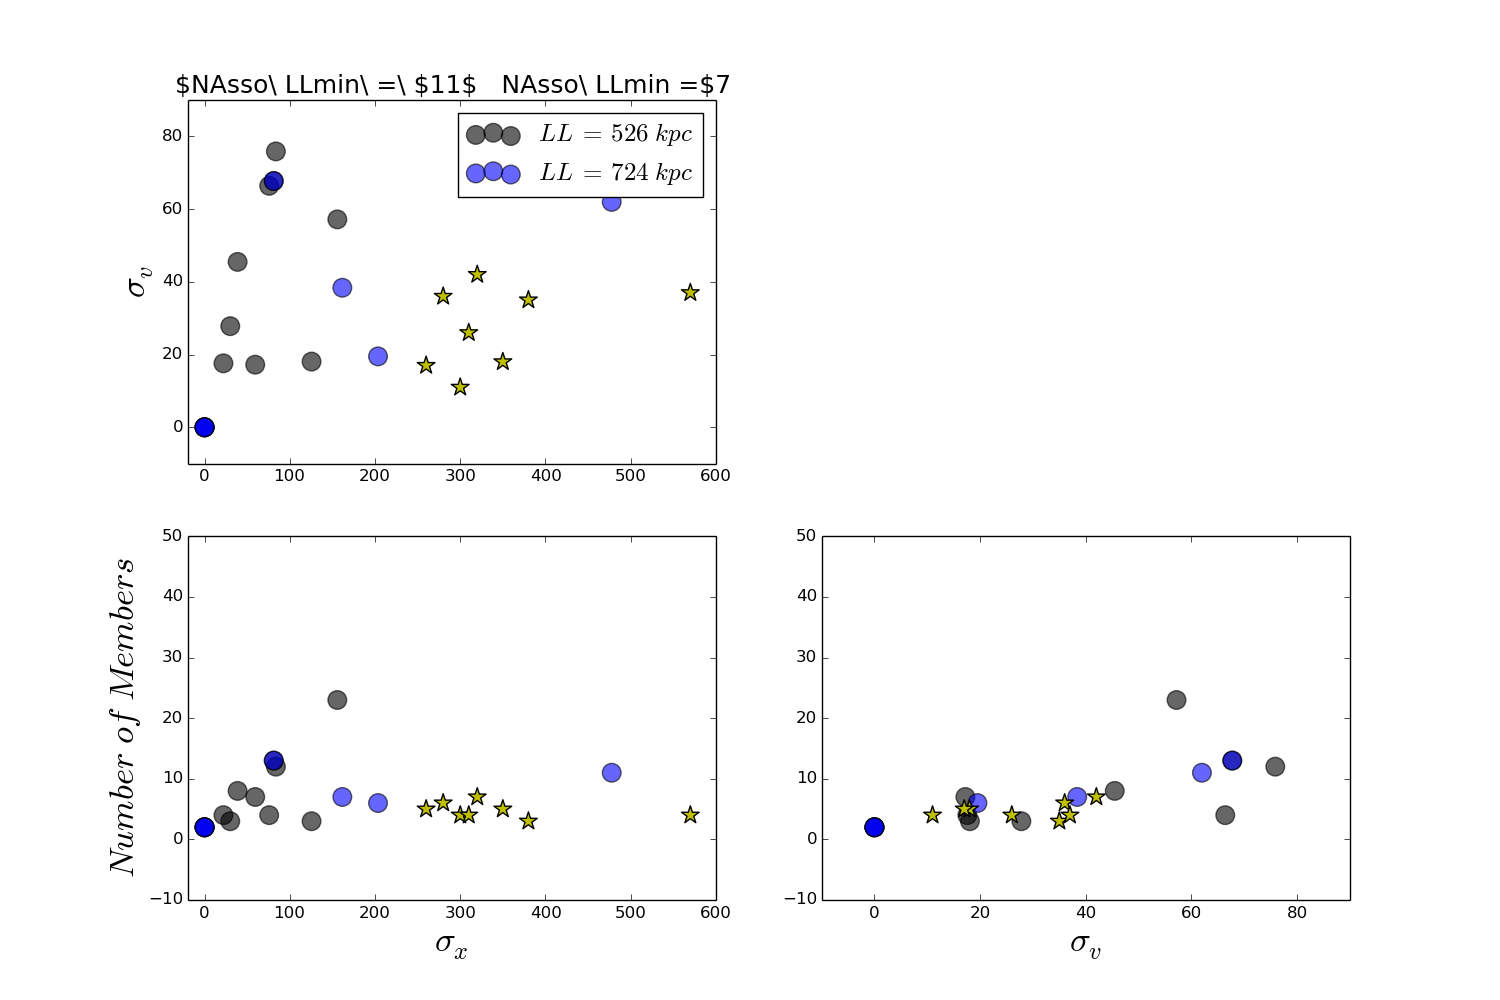 $NAsso\ LLmin\ =\ $11$   NAsso\ LLmin =$7
LL = 526 kpc
LL = 724 kpc
80
60
40
20
0
σ_v
0 100 200 300 400 500 600
50
40
30
20
10
0
−10
Number of Members
0 100 200 300 400 500 600
σ_x
50
40
30
20
10
0
−10
0 20 40 60 80
σ_v